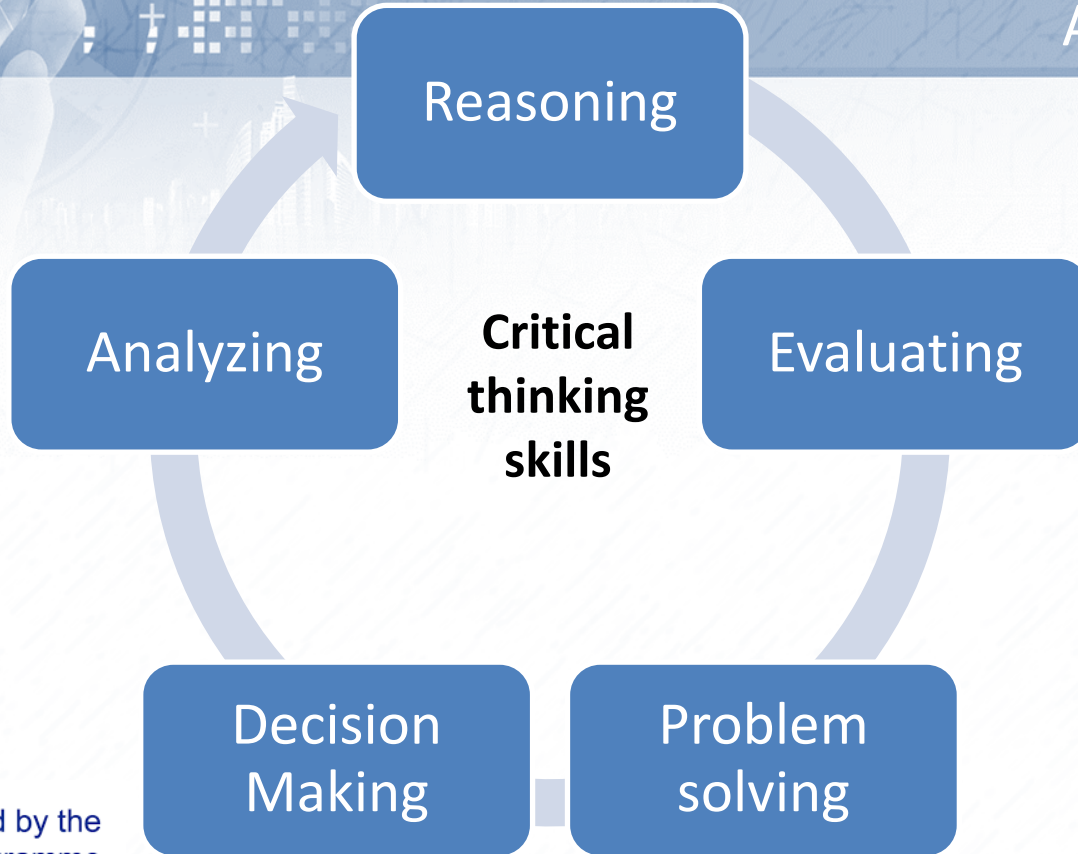 Reasoning
Analyzing
Critical
thinking
skills
Evaluating
Decision
Making
Problem
solving
by the